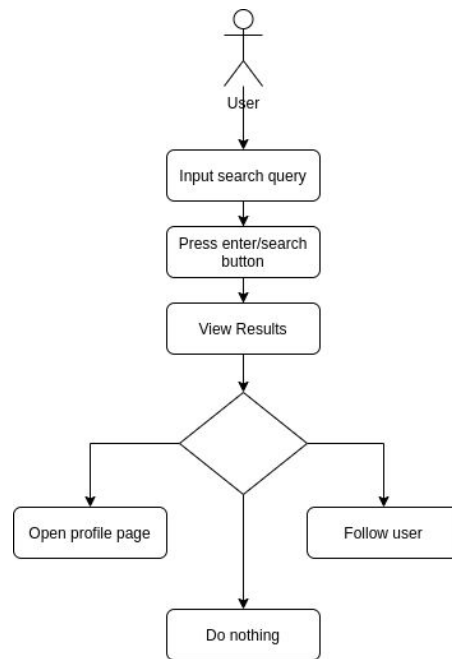 User
Input search query
Press enter/search
button
View Results
Open profile page
Follow user
Do nothing